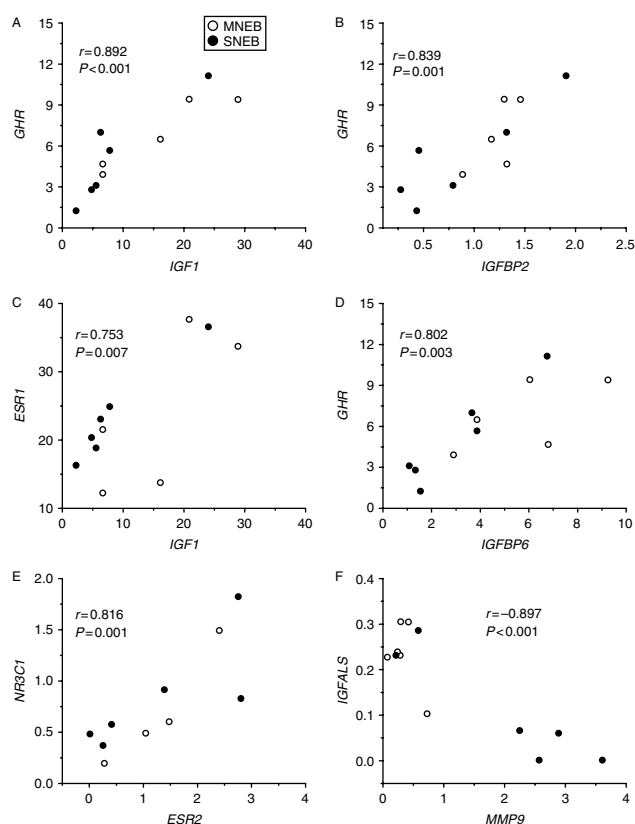 A
MNEB
SNEB
r=0.892
P<0.001
15
12
9
6
3
0
GHR
0 10 20 30 40
IGF1
B
r=0.839
P=0.001
15
12
9
6
3
0
GHR
0.5 1.0 1.5 2.0 2.5
IGFBP2
C
r=0.753
P=0.007
40
30
20
10
ESR1
0 10 20 30 40
IGF1
D
r=0.802
P=0.003
15
12
9
6
3
0
GHR
0 2 4 6 8 10
IGFBP6
E
r=0.816
P=0.001
2.0
1.5
1.0
0.5
0.0
NR3C1
0 1 2 3 4
ESR2
F
r=−0.897
P<0.001
0.4
0.3
0.2
0.1
0.0
IGFALS
0 1 2 3 4
MMP9